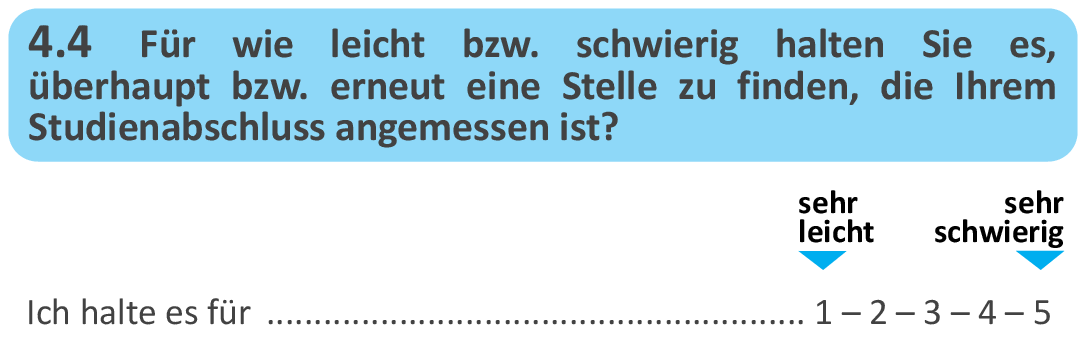 4.4 Für wie leicht bzw. schwierig halten Sie es,
überhaupt bzw. erneut eine Stelle zu finden, die Ihrem
Studienabschluss angemessen ist?
sehr sehr
leicht schwierig
Ich halte es für .......................................................... 1 – 2 – 3 – 4 – 5